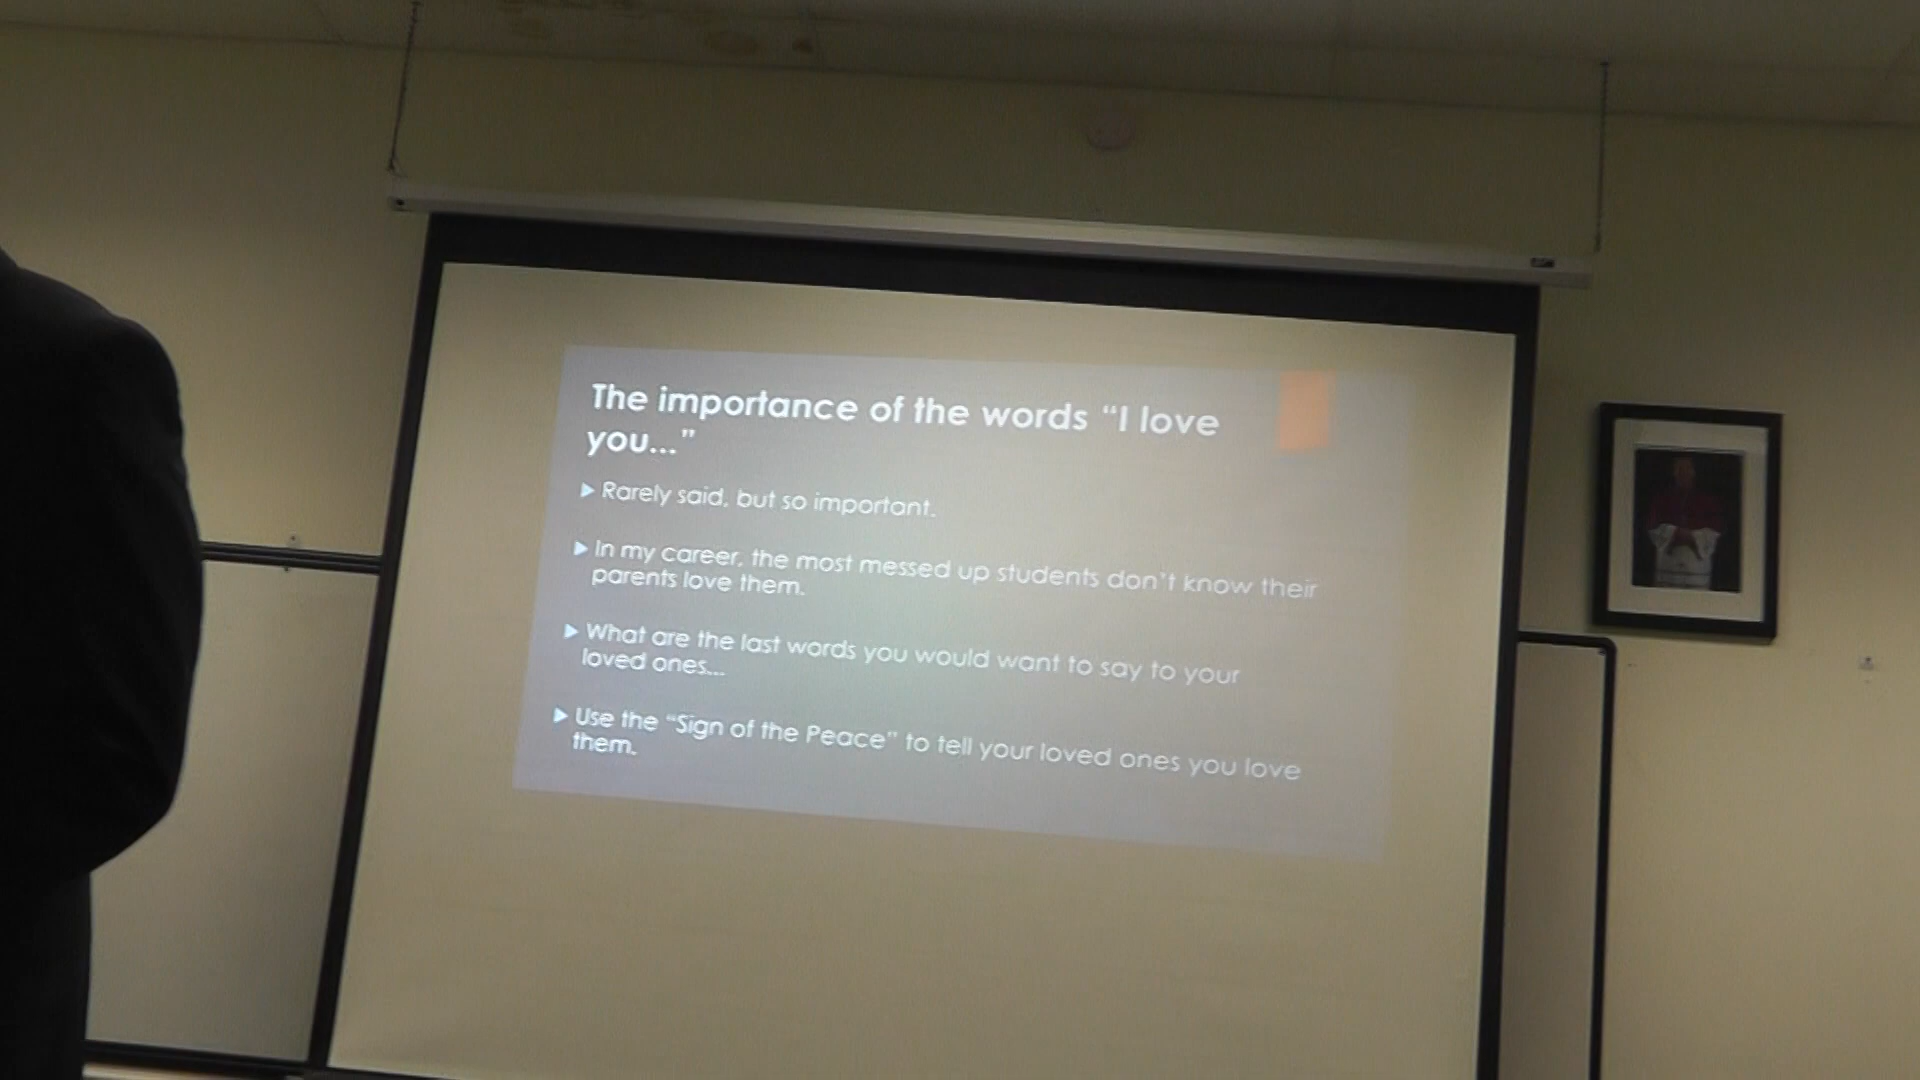 The importance of the words “I love
you...”
Rarely said, but so important.
In my career, the most messed up students don't know their
parents love them.
What are the last words you would want to say to your
loved ones...
Use the “Sign of the Peace” to tell your loved ones you love
them.